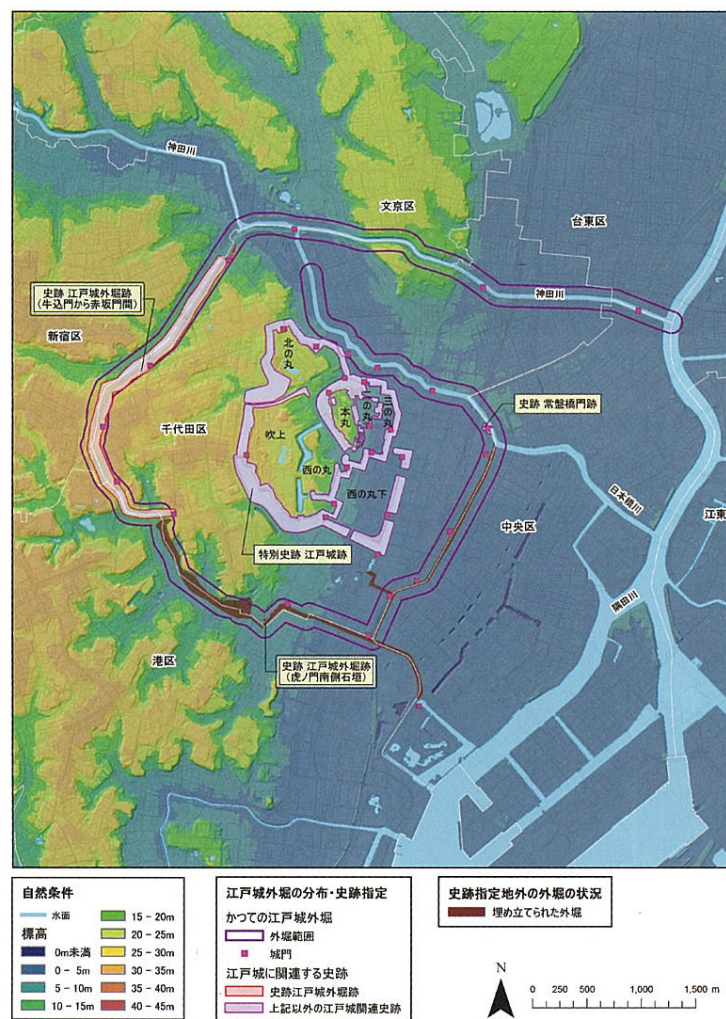 神田川
文京区
台東区
史跡 江戸城外堀跡
(牛込門から赤坂門間)
神田川
新宿区
北の丸
史跡 常盤橋門跡
千代田区
本丸
二の丸
三の丸
吹上
西の丸
西の丸下
日本橋川
江東
中央区
特別史跡 江戸城跡
隅田川
港区
史跡 江戸城外堀跡
(虎ノ門南側石垣)
自然条件
水面
標高
0m未満
0 - 5m
5 - 10m
10 - 15m
15 - 20m
20 - 25m
25 - 30m
30 - 35m
35 - 40m
40 - 45m
江戸城外堀の分布・史跡指定
かつての江戸城外堀
外堀範囲
城門
江戸城に関連する史跡
史跡江戸城外堀跡
上記以外の江戸城関連史跡
史跡指定地外の外堀の状況
埋め立てられた外堀
N
0
500
1,000
1,500 m